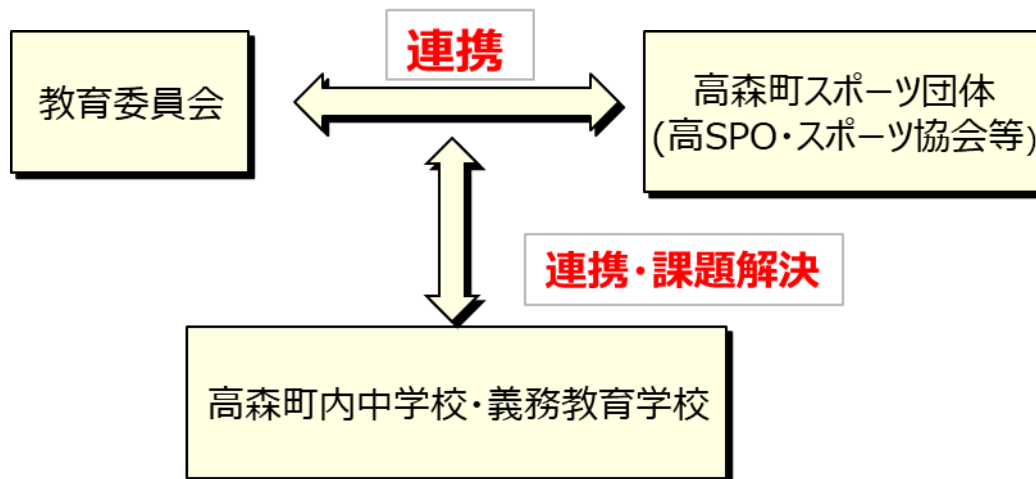 連携
教育委員会
高森町スポーツ団体
(高SPO・スポーツ協会等)
連携・課題解決
高森町内中学校・義務教育学校